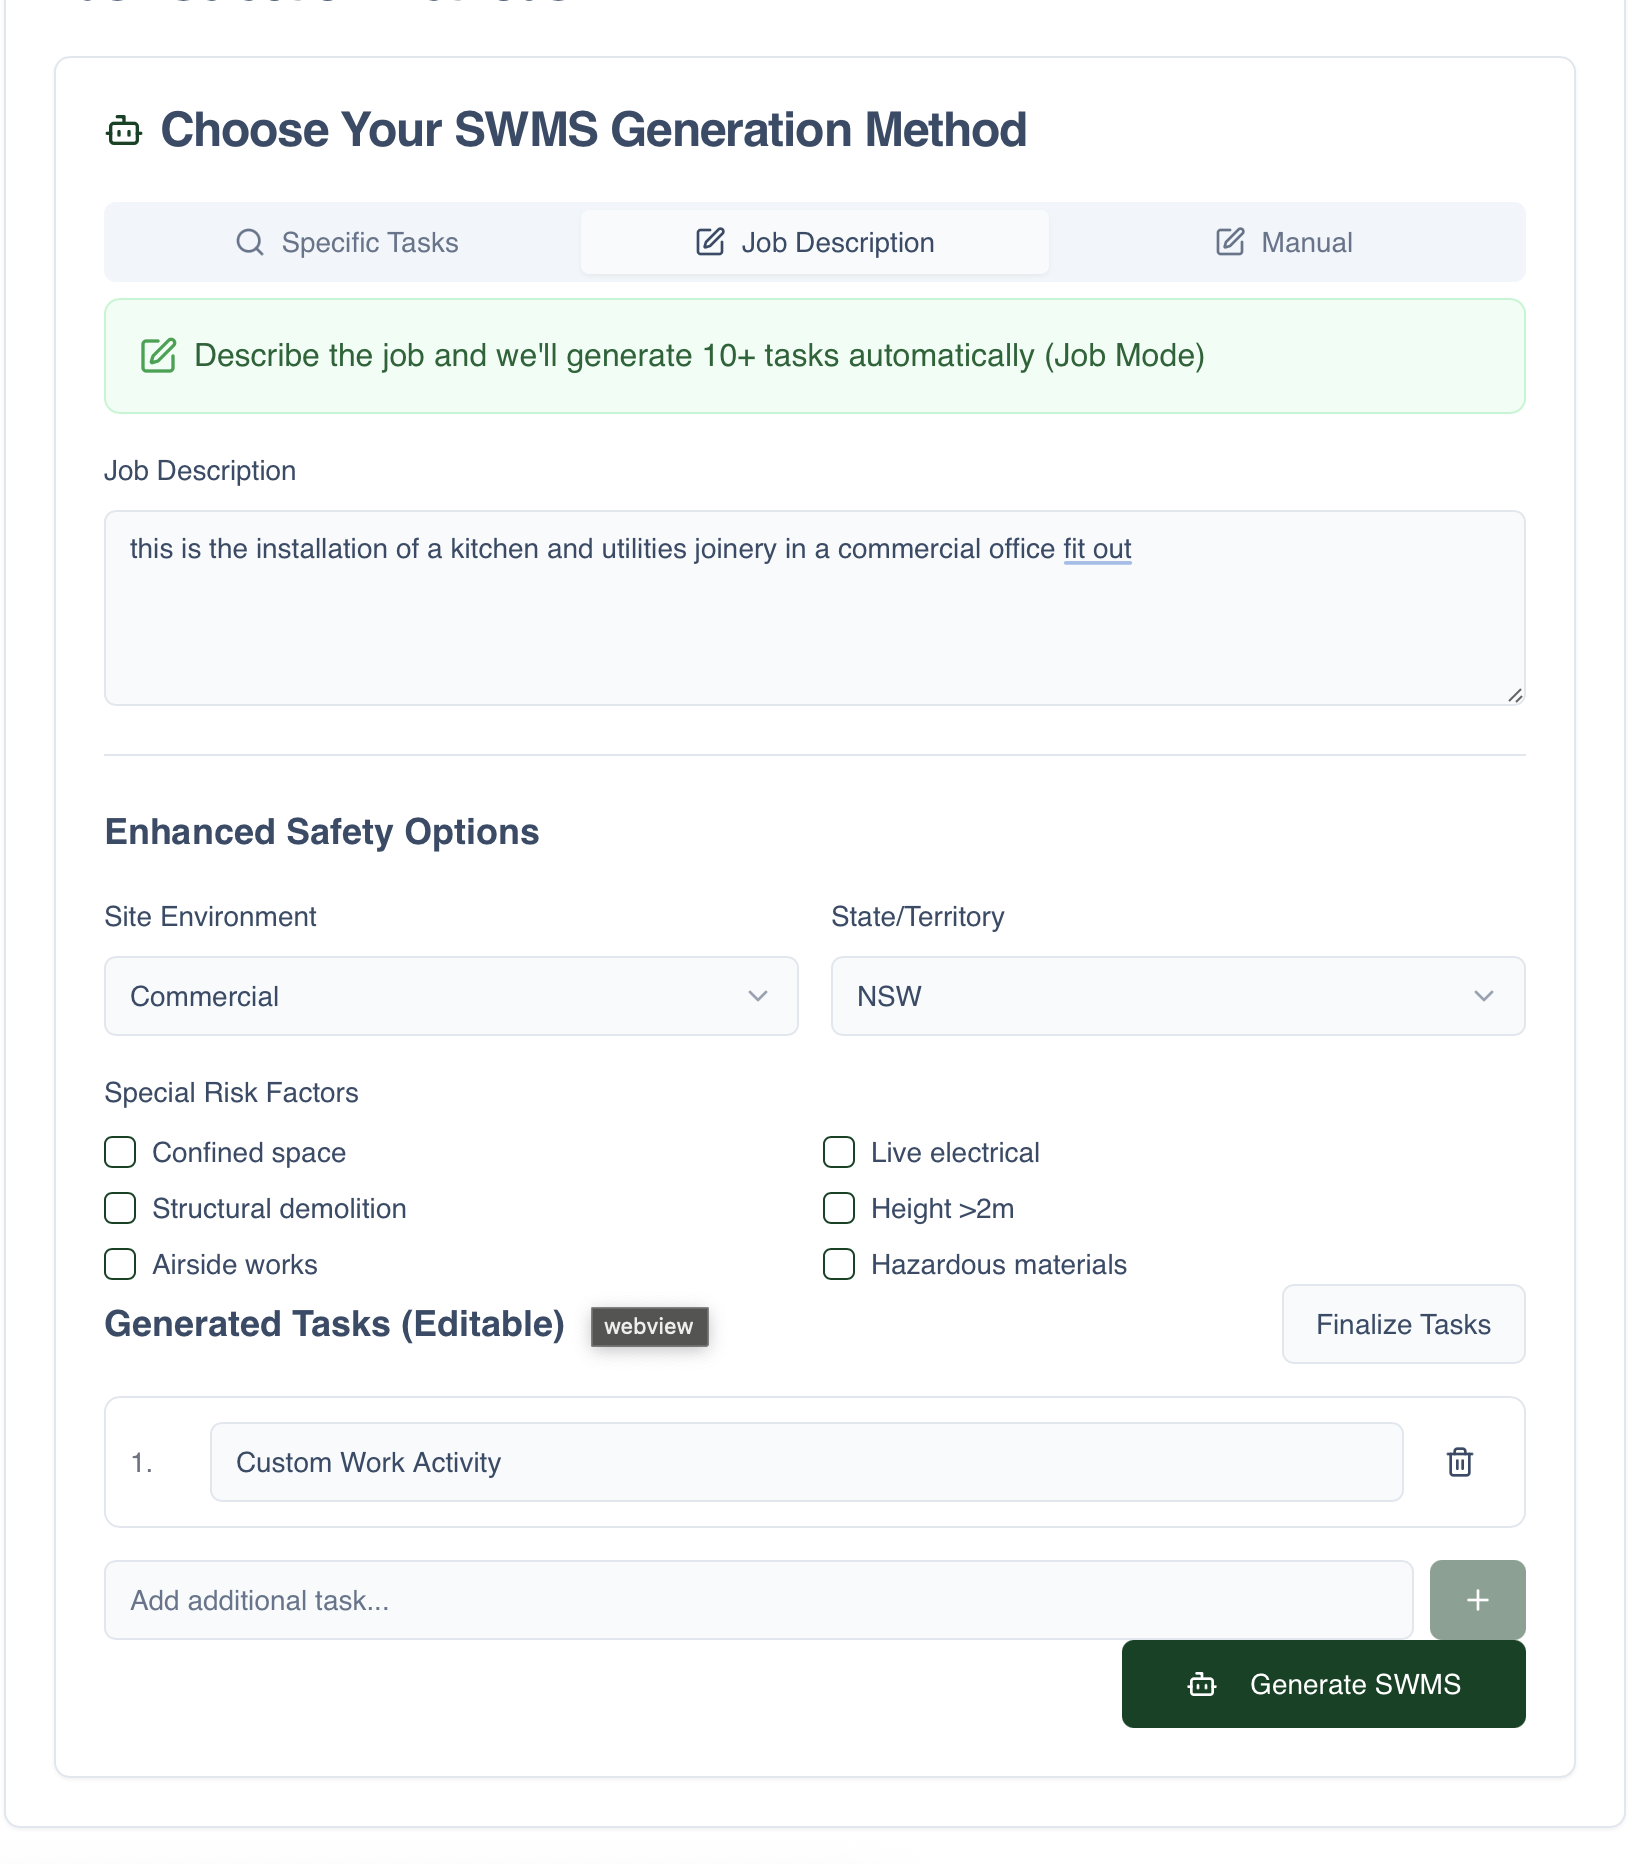 Choose Your SWMS Generation Method
Specific Tasks
Job Description
Manual
Describe the job and we'll generate 10+ tasks automatically (Job Mode)
Job Description
this is the installation of a kitchen and utilities joinery in a commercial office fit out
Enhanced Safety Options
Site Environment
State/Territory
Commercial
NSW
Special Risk Factors
Confined space
Live electrical
Structural demolition
Height >2m
Airside works
Hazardous materials
Generated Tasks (Editable)
webview
Finalize Tasks
1.
Custom Work Activity
Add additional task...
Generate SWMS